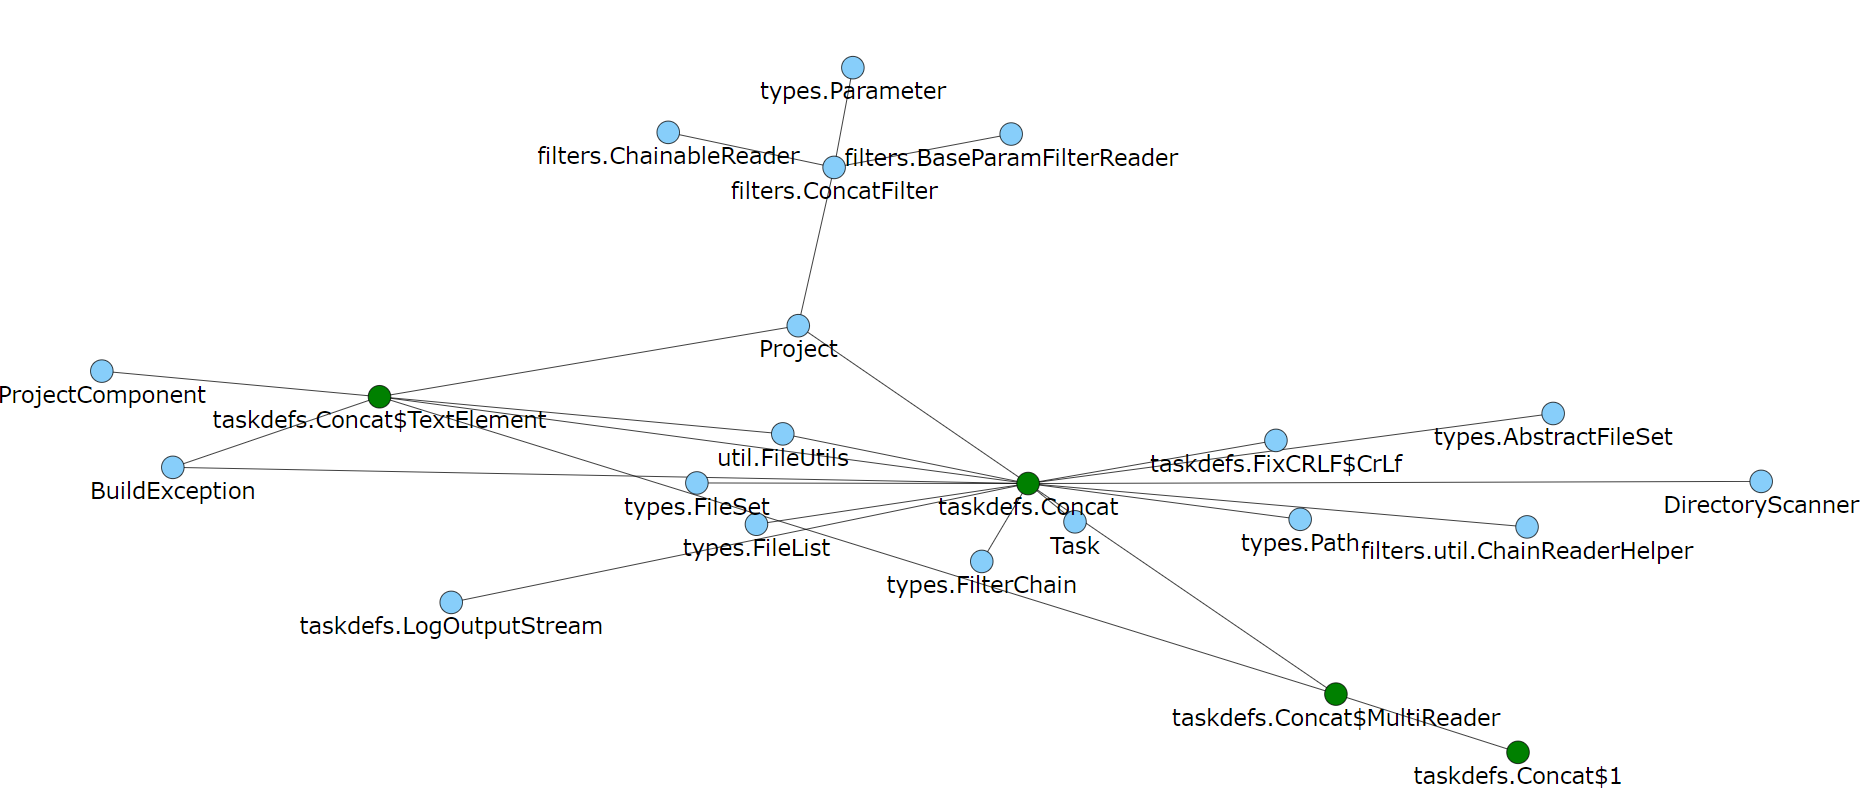 types.Parameter
filters.ChainableReader
filters.BaseParamFilterReader
filters.ConcatFilter
Project
ProjectComponent
taskdefs.Concat$TextElement
types.AbstractFileSet
util.FileUtils
taskdefs.FixCRLF$CrLf
BuildException
types.FileSet
taskdefs.Concat
DirectoryScanner
types.FileList
Task
types.Path
filters.util.ChainReaderHelper
types.FilterChain
taskdefs.LogOutputStream
taskdefs.Concat$MultiReader
taskdefs.Concat$1